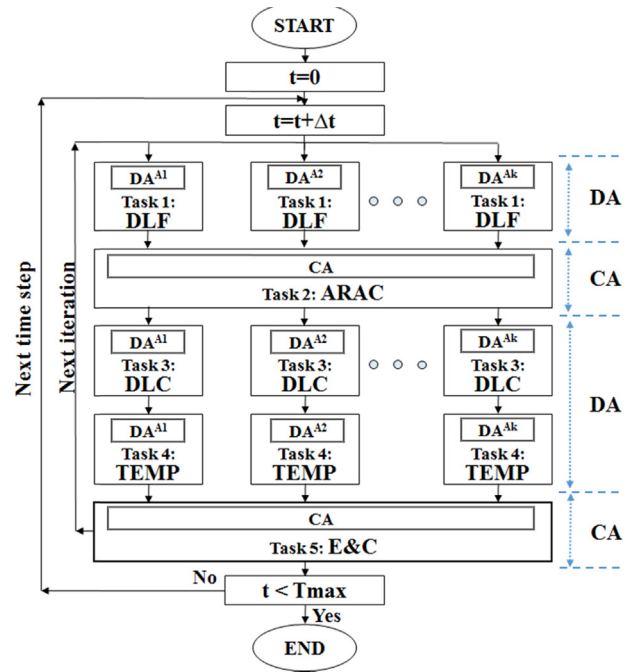 START
t=0
t=t+Δt
DA^A1
Task 1:
DLF
DA^A2
Task 1:
DLF
DA^Ak
Task 1:
DLF
DA
CA
Task 2: ARAC
CA
DA^A1
Task 3:
DLC
DA^A2
Task 3:
DLC
DA^Ak
Task 3:
DLC
DA
DA^A1
Task 4:
TEMP
DA^A2
Task 4:
TEMP
DA^Ak
Task 4:
TEMP
CA
Task 5: E&C
CA
Next time step
Next iteration
No
t < Tmax
Yes
END